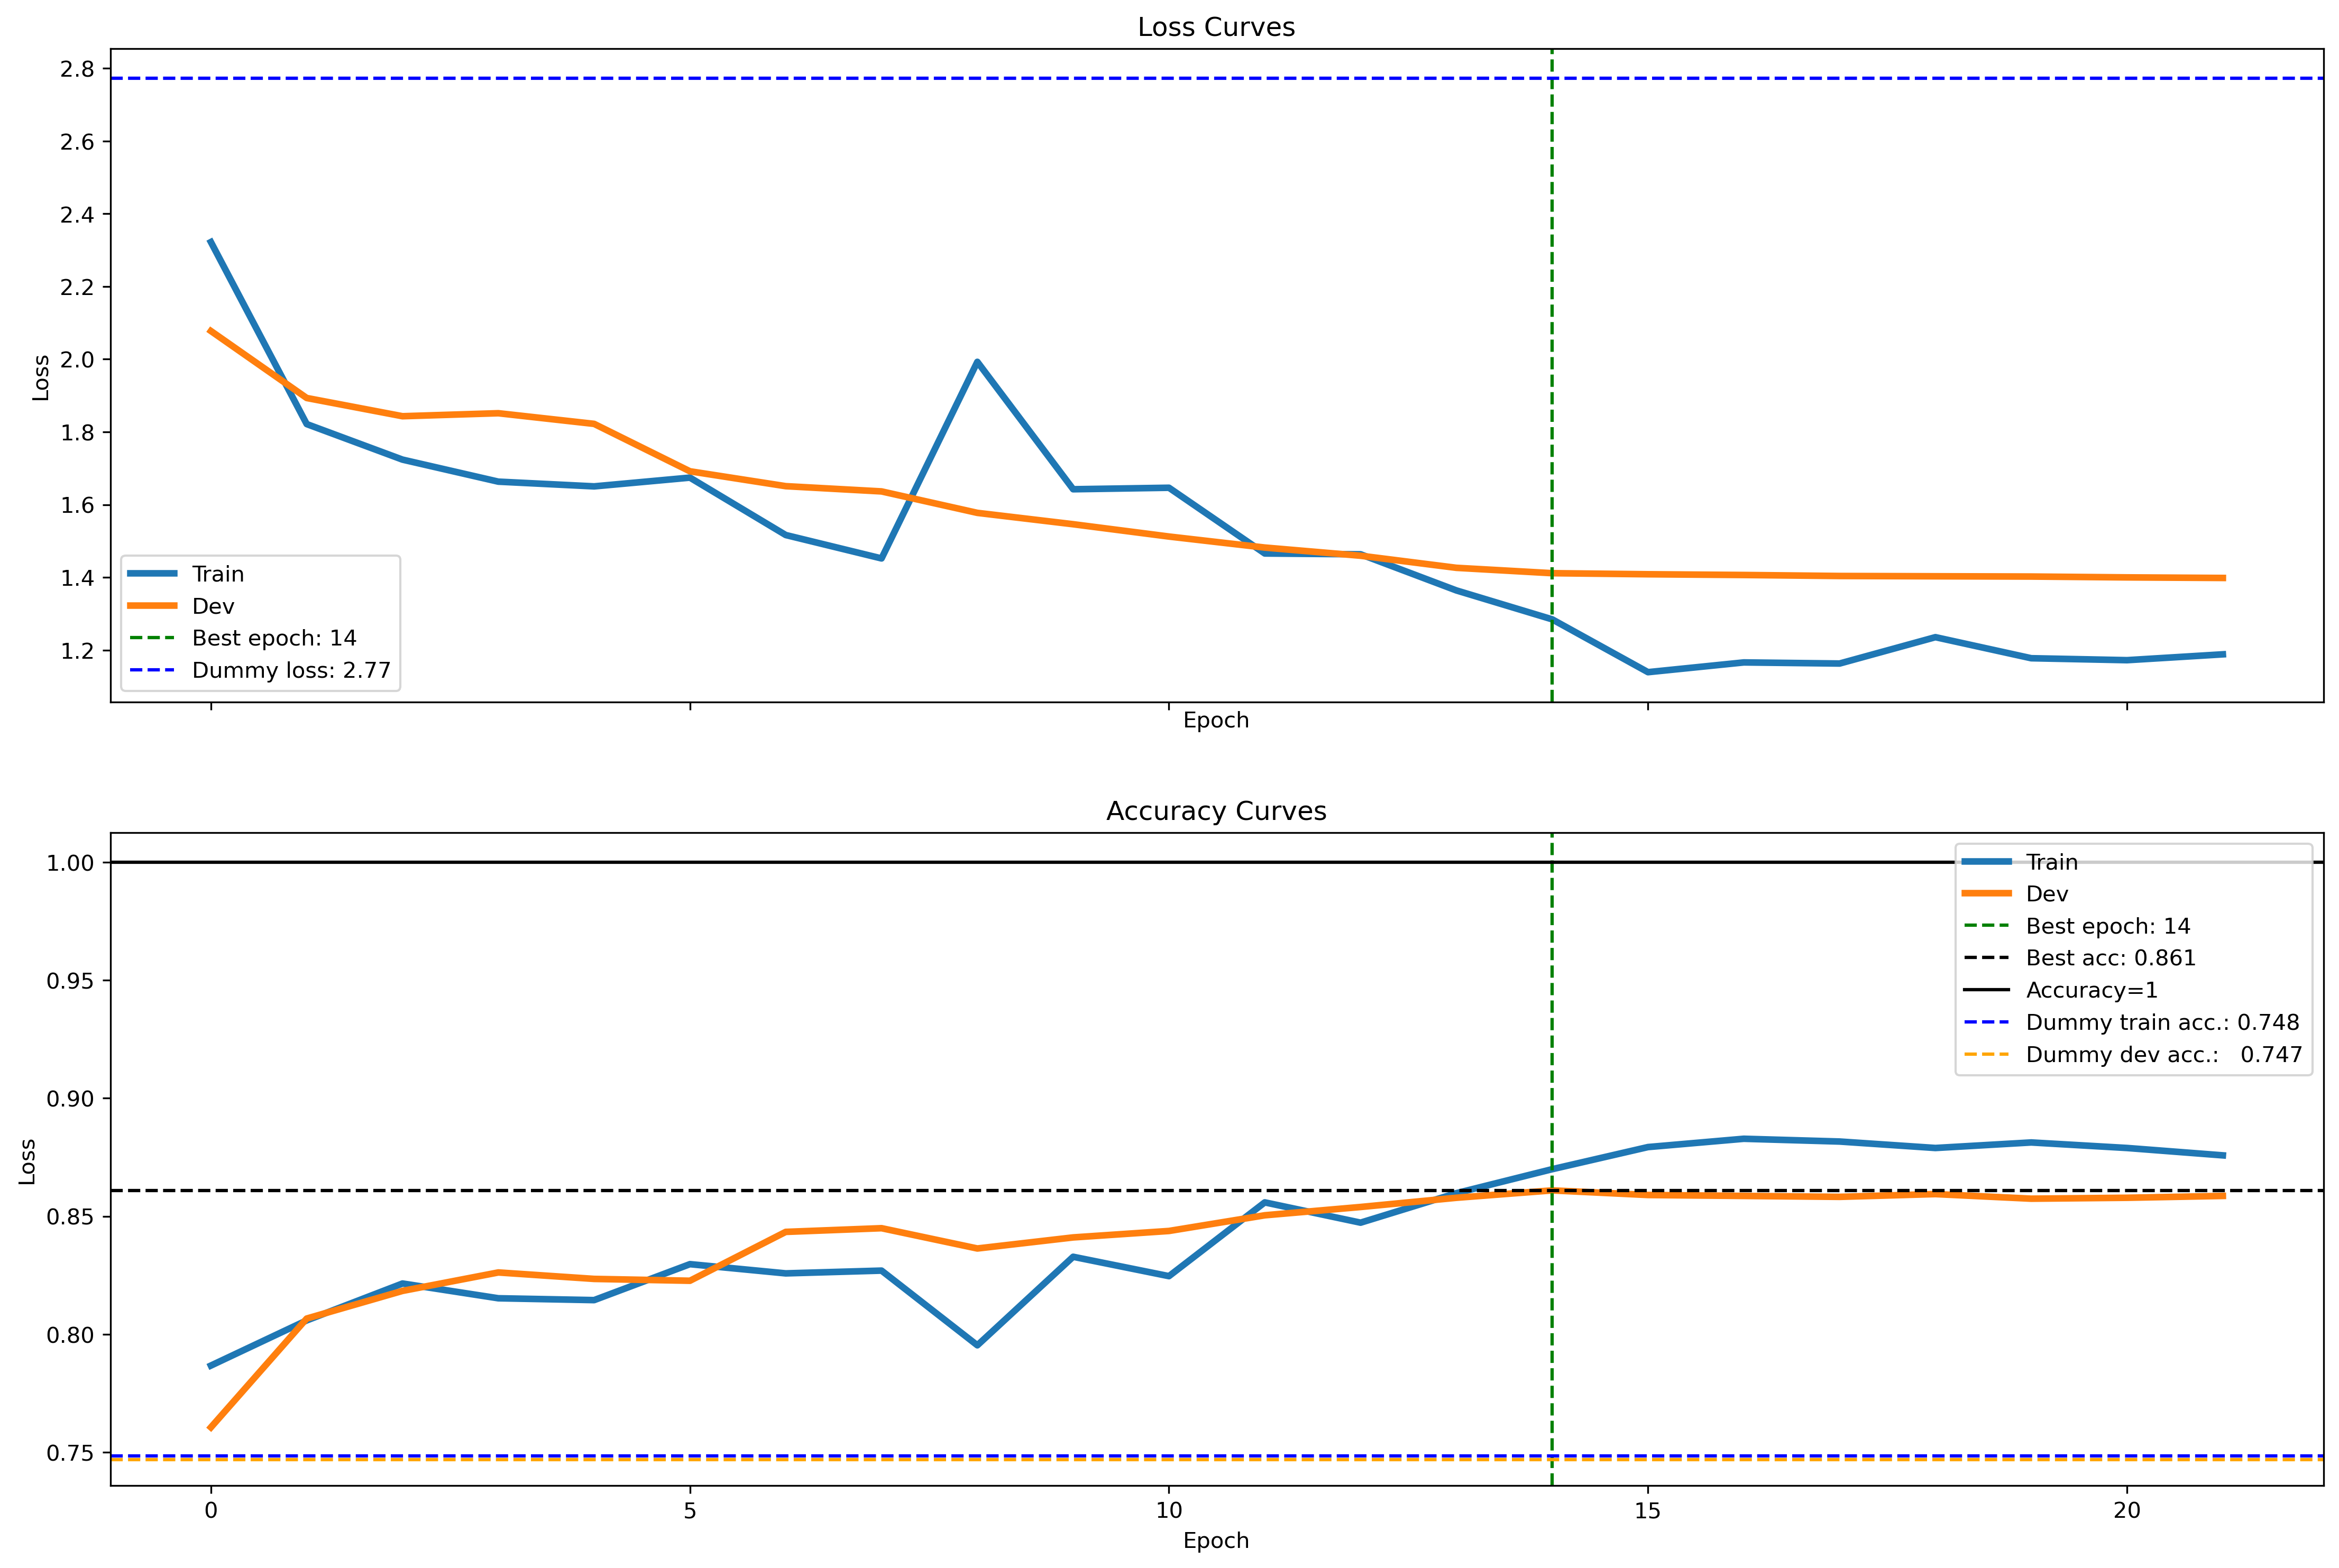 Loss Curves
2.8
2.6
2.4
2.2
2.0
1.8
1.6
1.4
1.2
Loss
Train
Dev
Best epoch: 14
Dummy loss: 2.77
Epoch
Accuracy Curves
1.00
0.95
0.90
0.85
0.80
0.75
Loss
Train
Dev
Best epoch: 14
Best acc: 0.861
Accuracy=1
Dummy train acc.: 0.748
Dummy dev acc.:   0.747
0 5 10 15 20
Epoch